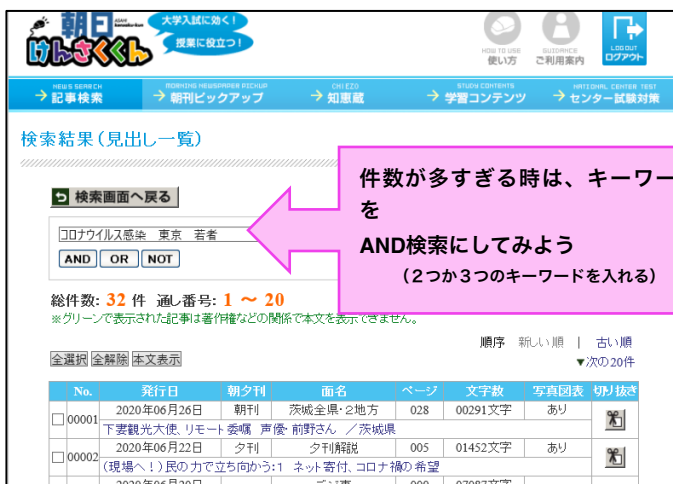 朝日
けんさくくん
大学入試に効く!
授業に役立つ!
HOW TO USE
使い方
GUIDANCE
ご利用案内
LOGOUT
ログアウト
NEWS SEARCH
→ 記事検索
MORNING NEWSPAPER PICKUP
→ 朝刊ピックアップ
CHIEZO
→ 知恵蔵
STUDY CONTENTS
→ 学習コンテンツ
NATIONAL CENTER TEST
→ センター試験対策
検索結果(見出し一覧)
検索画面へ戻る
件数が多すぎる時は、キーワー
を
AND検索にしてみよう
(2つか3つのキーワードを入れる)
コロナウイルス感染 東京 若者
AND OR NOT
総件数: 32 件 通し番号: 1 ~ 20
※グリーンで表示された記事は著作権などの関係で本文を表示できません。
順序 新しい順 | 古い順
全選択 全解除 本文表示 ▼次の20件
No. 発行日 朝夕刊 面名 ページ 文字数 写真図表 切り抜き
00001 2020年06月26日 朝刊 茨城全県・2地方 028 00291文字 あり
下妻観光大使、リモート委嘱 声優・前野さん /茨城県
00002 2020年06月22日 夕刊 夕刊解説 005 01452文字 あり
(現場へ!)民の力で立ち向かう:1 ネット寄付、コロナ禍の希望